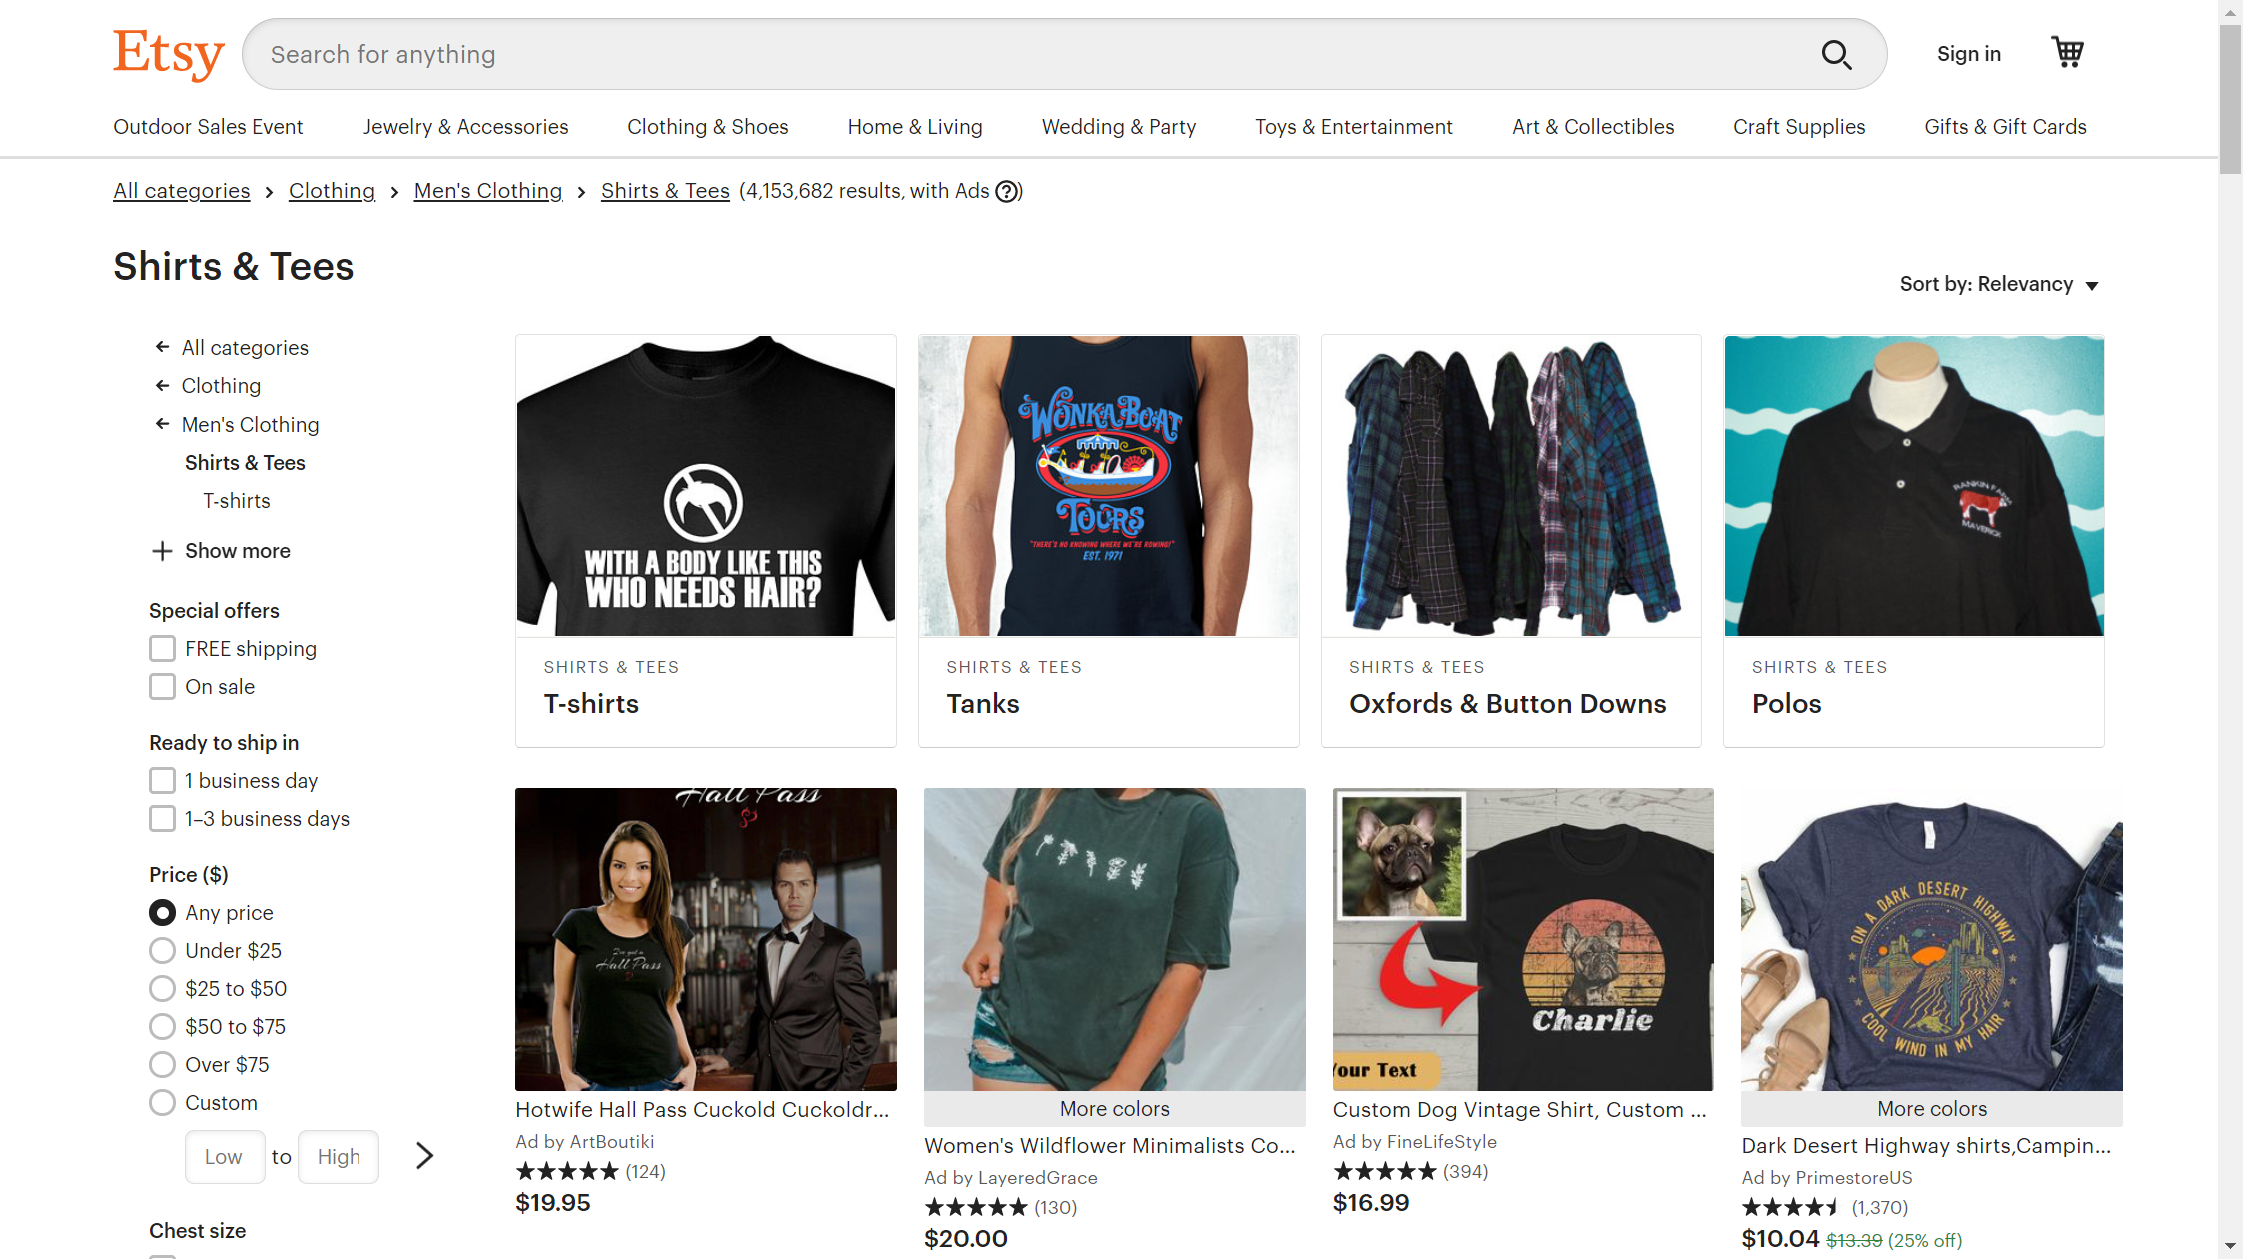 Etsy
Search for anything
Sign in
Outdoor Sales Event
Jewelry & Accessories
Clothing & Shoes
Home & Living
Wedding & Party
Toys & Entertainment
Art & Collectibles
Craft Supplies
Gifts & Gift Cards
All categories > Clothing > Men's Clothing > Shirts & Tees (4,153,682 results, with Ads ?)
Shirts & Tees
Sort by: Relevancy
All categories
Clothing
Men's Clothing
Shirts & Tees
T-shirts
Show more
Special offers
FREE shipping
On sale
Ready to ship in
1 business day
1–3 business days
Price ($)
Any price
Under $25
$25 to $50
$50 to $75
Over $75
Custom
Low to High
Chest size
WITH A BODY LIKE THIS
WHO NEEDS HAIR?
SHIRTS & TEES
T-shirts
WONKA BOAT
TOURS
"THERE'S NO KNOWING WHERE WE'RE ROWING!"
EST. 1971
SHIRTS & TEES
Tanks
SHIRTS & TEES
Oxfords & Button Downs
RANKIN FARMS
MAVERICK
SHIRTS & TEES
Polos
Hall Pass
I've got a
Hall Pass
Hotwife Hall Pass Cuckold Cuckoldr...
Ad by ArtBoutiki
(124)
$19.95
More colors
Women's Wildflower Minimalists Co...
Ad by LayeredGrace
(130)
$20.00
Charlie
Your Text
Custom Dog Vintage Shirt, Custom ...
Ad by FineLifeStyle
(394)
$16.99
ON A DARK DESERT HIGHWAY
COOL WIND IN MY HAIR
More colors
Dark Desert Highway shirts,Campin...
Ad by PrimestoreUS
(1,370)
$10.04 $13.39 (25% off)